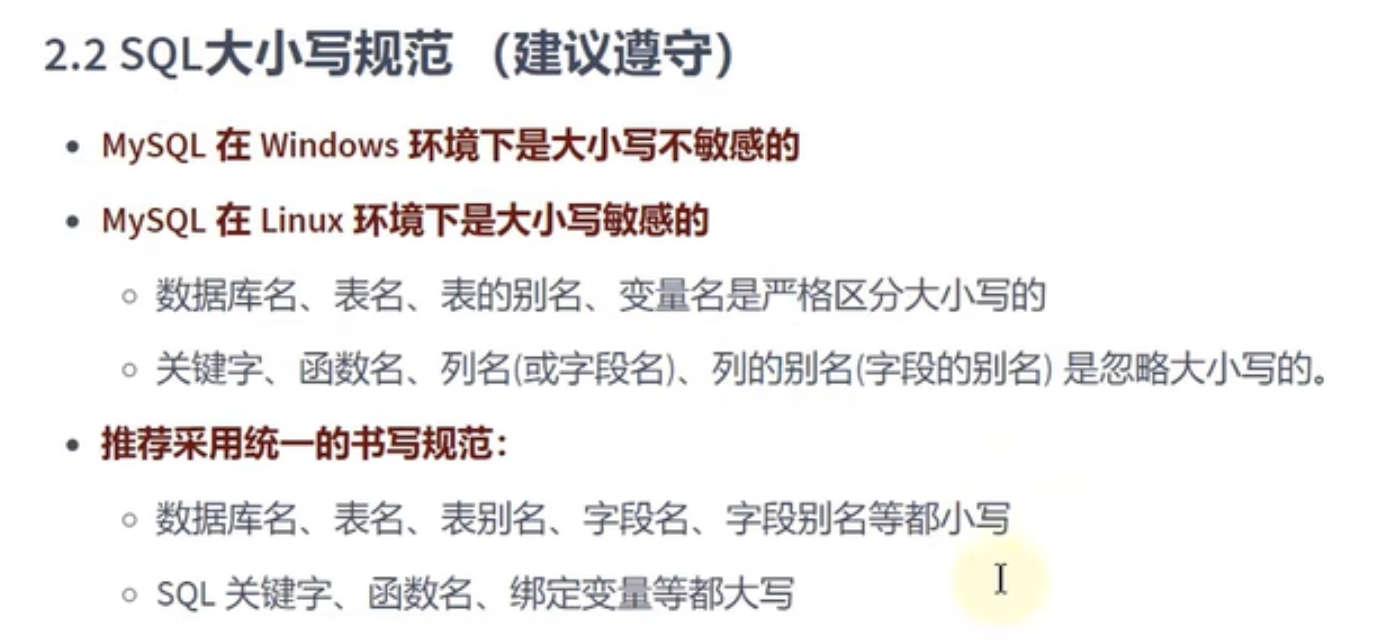 2.2 SQL大小写规范 （建议遵守）
MySQL 在 Windows 环境下是大小写不敏感的
MySQL 在 Linux 环境下是大小写敏感的
数据库名、表名、表的别名、变量名是严格区分大小写的
关键字、函数名、列名(或字段名)、列的别名(字段的别名) 是忽略大小写的。
推荐采用统一的书写规范：
数据库名、表名、表别名、字段名、字段别名等都小写
SQL 关键字、函数名、绑定变量等都大写